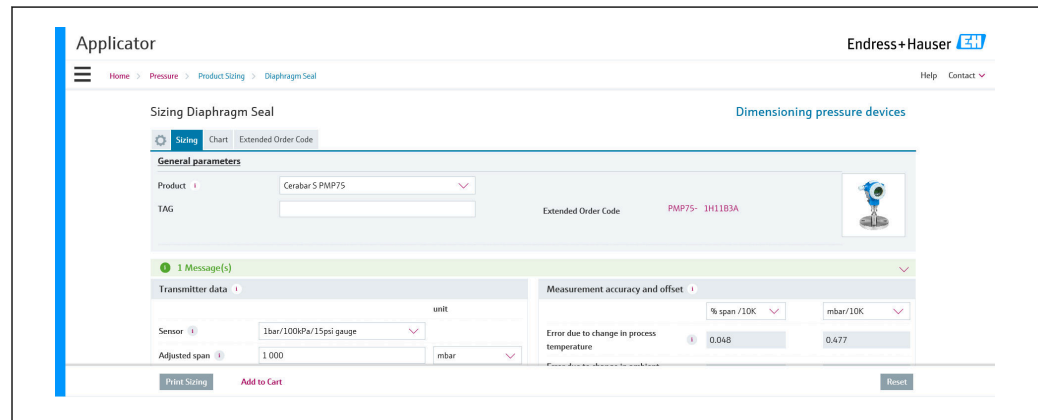 Applicator
Endress+Hauser EH
Home > Pressure > Product Sizing > Diaphragm Seal
Help Contact
Sizing Diaphragm Seal
Dimensioning pressure devices
Sizing Chart Extended Order Code
General parameters
Product i Cerabar S PMP75
TAG
Extended Order Code PMP75- 1H11B3A
1 Message(s)
Transmitter data i
Measurement accuracy and offset i
unit
% span /10K mbar/10K
Sensor i 1bar/100kPa/15psi gauge
Error due to change in process temperature i 0.048 0.477
Adjusted span i 1 000 mbar
Print Sizing Add to Cart Reset